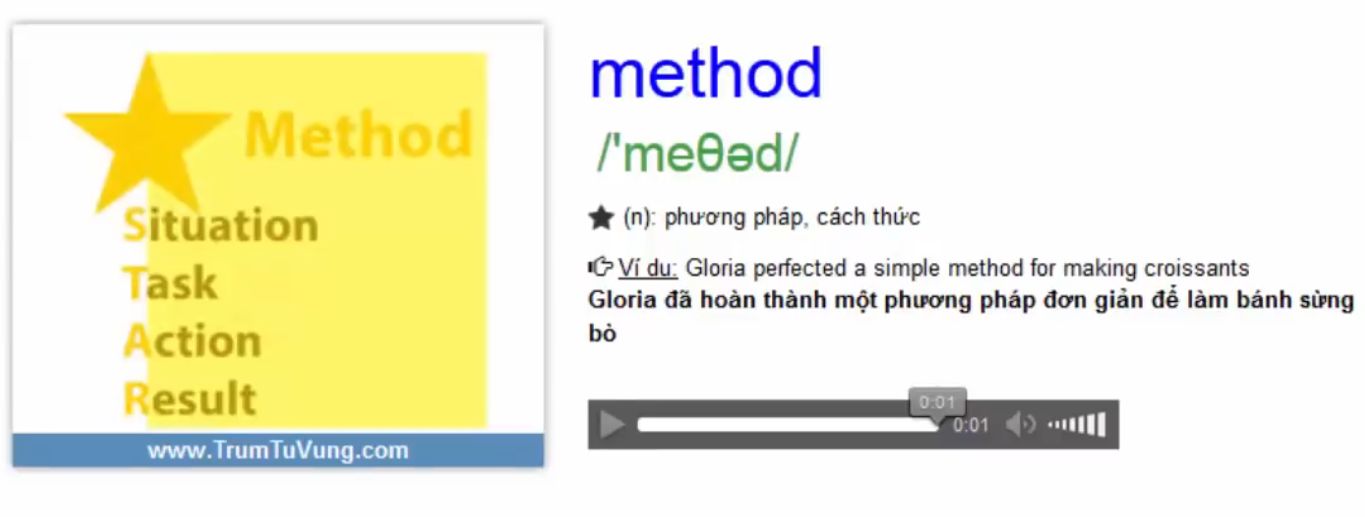 Method
Situation
Task
Action
Result
www.TrumTuVung.com
method
/'meθəd/
(n): phương pháp, cách thức
Ví dụ: Gloria perfected a simple method for making croissants
Gloria đã hoàn thành một phương pháp đơn giản để làm bánh sừng
bò
0:01
0:01